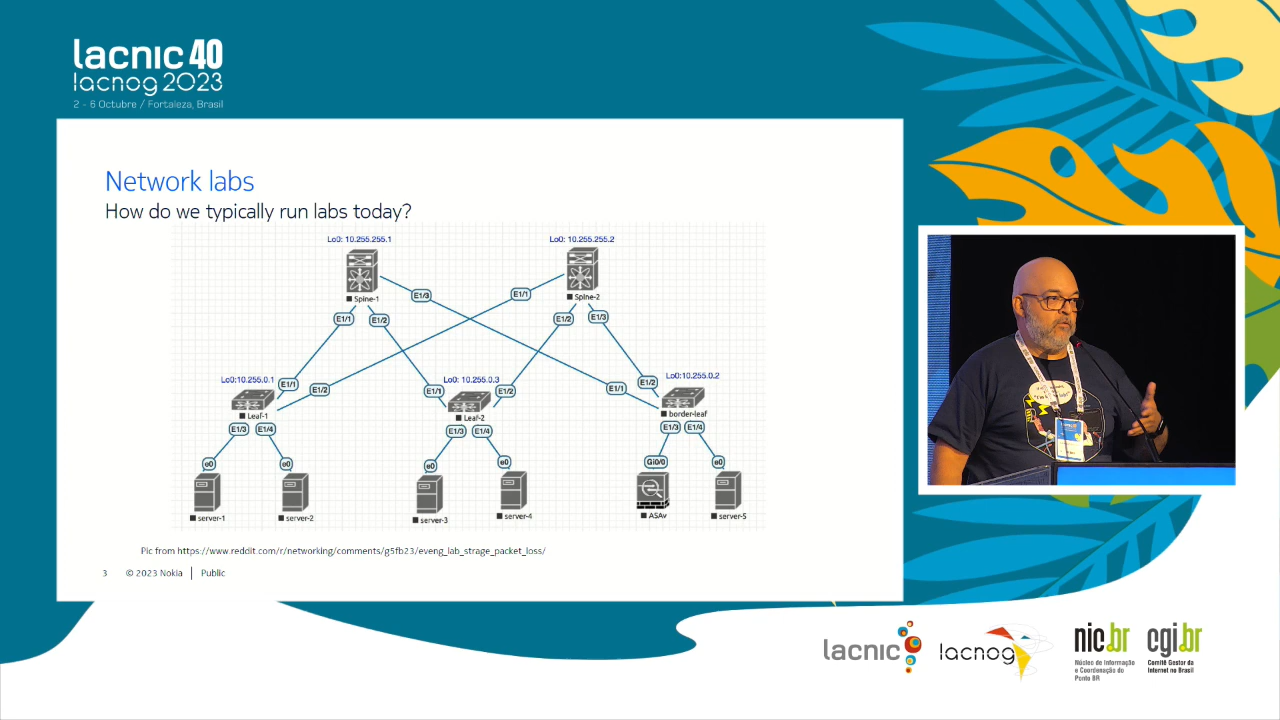 lacnic 40
lacnog 2023
2 - 6 Octubre / Fortaleza, Brasil
Network labs
How do we typically run labs today?
Lo0: 10.255.255.1
Lo0: 10.255.255.2
Spine-1
Spine-2
E1/3
E1/1
E1/1
E1/2
E1/2
E1/3
Lo0:10.255.0.1
Lo0: 10.255.0.3
Lo0:10.255.0.2
E1/1
E1/2
E1/1
E1/2
E1/1
E1/2
Leaf-1
Leaf-2
border-leaf
E1/3
E1/4
E1/3
E1/4
E1/3
E1/4
e0
e0
e0
e0
Gi0/0
e0
server-1
server-2
server-3
server-4
ASAv
server-5
Pic from https://www.reddit.com/r/networking/comments/g5fb23/eveng_lab_strage_packet_loss/
3 © 2023 Nokia | Public
lacnic
lacnog
nic.br
Núcleo de Informação
e Coordenação do
Ponto BR
cgi.br
Comitê Gestor da
Internet no Brasil